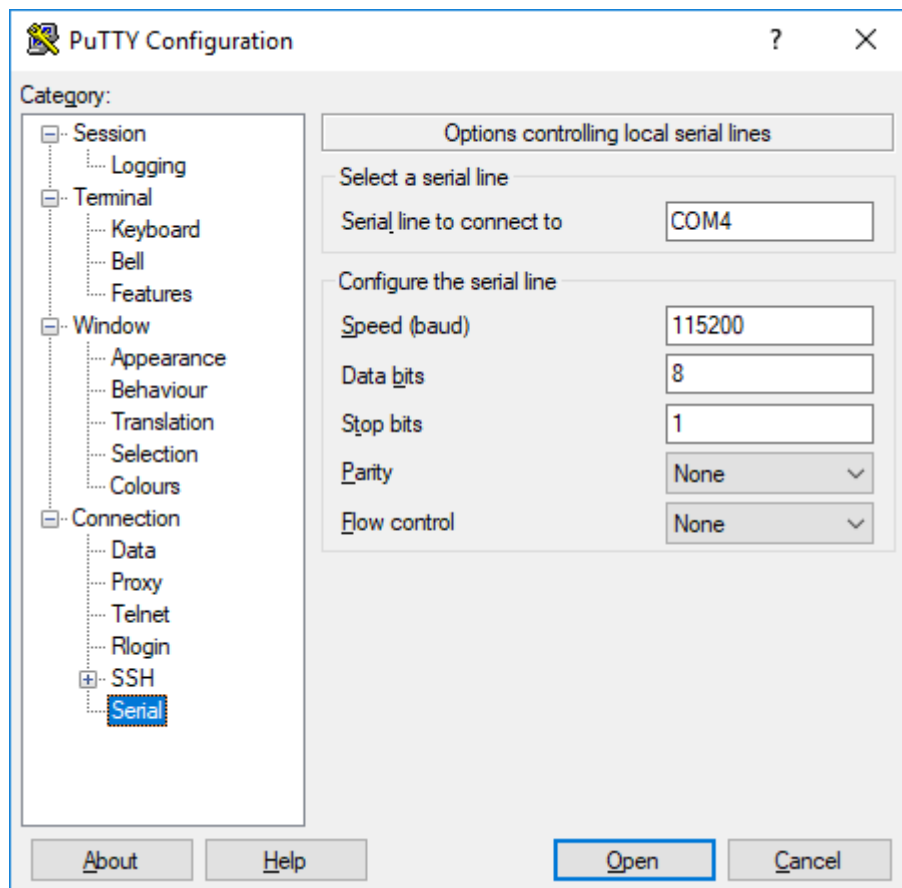 PuTTY Configuration
?
Category:
Session
Logging
Terminal
Keyboard
Bell
Features
Window
Appearance
Behaviour
Translation
Selection
Colours
Connection
Data
Proxy
Telnet
Rlogin
SSH
Serial
Options controlling local serial lines
Select a serial line
Serial line to connect to COM4
Configure the serial line
Speed (baud) 115200
Data bits 8
Stop bits 1
Parity None
Flow control None
About Help Open Cancel